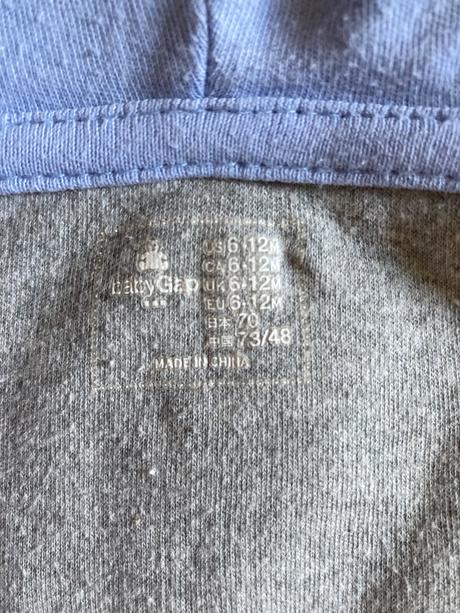 babyGap
US 6-12M
CA 6-12M
UK 6-12M
EU 6-12M
日本 70
中国 73/48
MADE IN CHINA